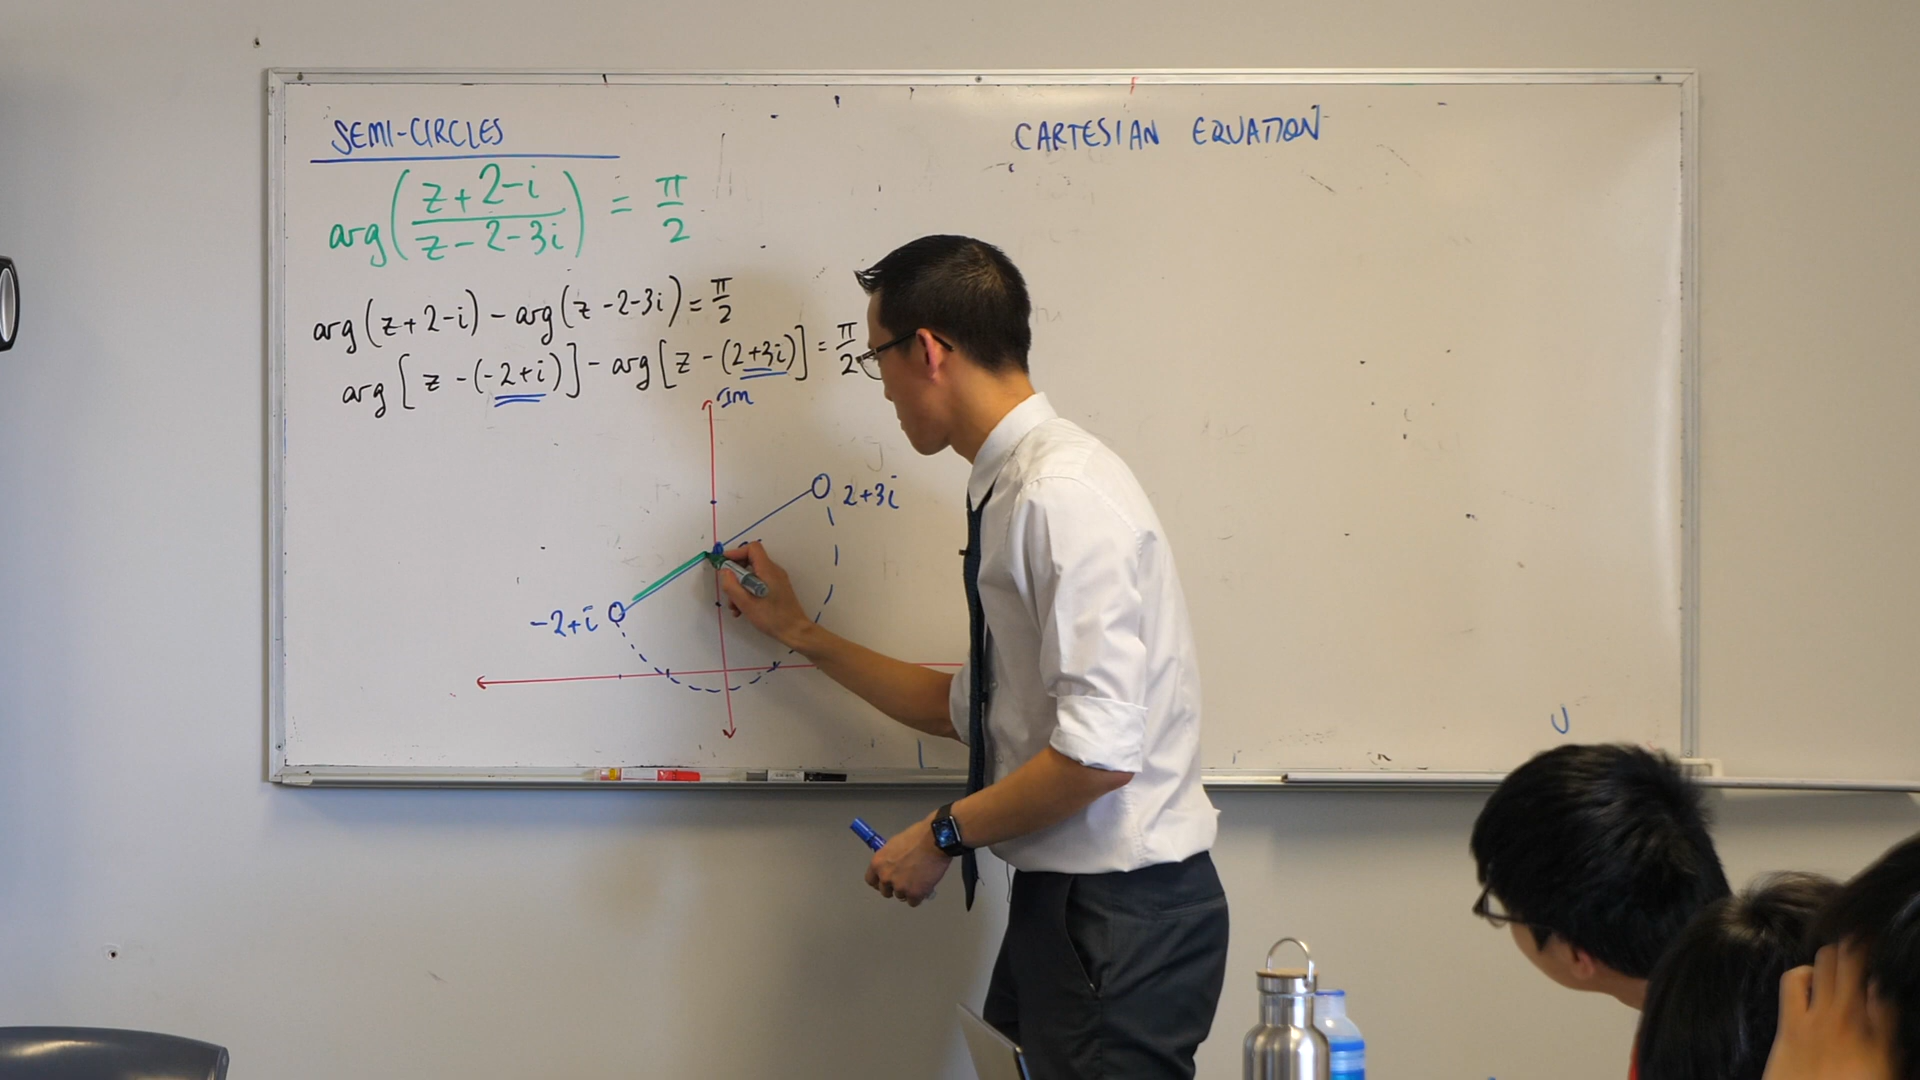 SEMI-CIRCLES
CARTESIAN EQUATION
arg((z+2-i)/(z-2-3i)) = π/2
arg(z+2-i) - arg(z-2-3i) = π/2
arg[z-(-2+i)] - arg[z-(2+3i)] = π/2
Im
2+3i
-2+i